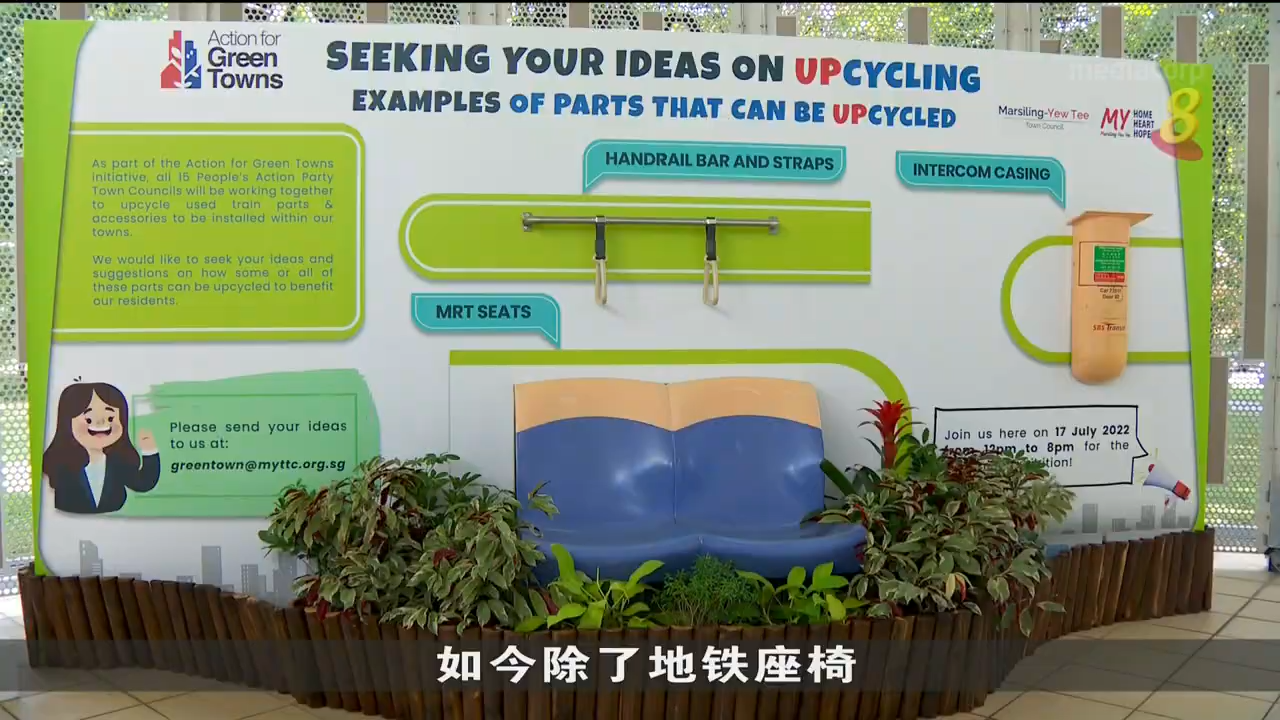 Action for
Green
Towns
SEEKING YOUR IDEAS ON UPCYCLING
EXAMPLES OF PARTS THAT CAN BE UPCYCLED
mediacorp
8
Marsiling-Yew Tee
Town Council
MY HOME
HEART
HOPE
As part of the Action for Green Towns
initiative, all 15 People's Action Party
Town Councils will be working together
to upcycle used train parts &
accessories to be installed within our
towns.
We would like to seek your ideas and
suggestions on how some or all of
these parts can be upcycled to benefit
our residents.
HANDRAIL BAR AND STRAPS
INTERCOM CASING
MRT SEATS
SBS Transit
Please send your ideas
to us at:
greentown@myttc.org.sg
Join us here on 17 July 2022
from 12pm to 8pm for the
如今除了地铁座椅